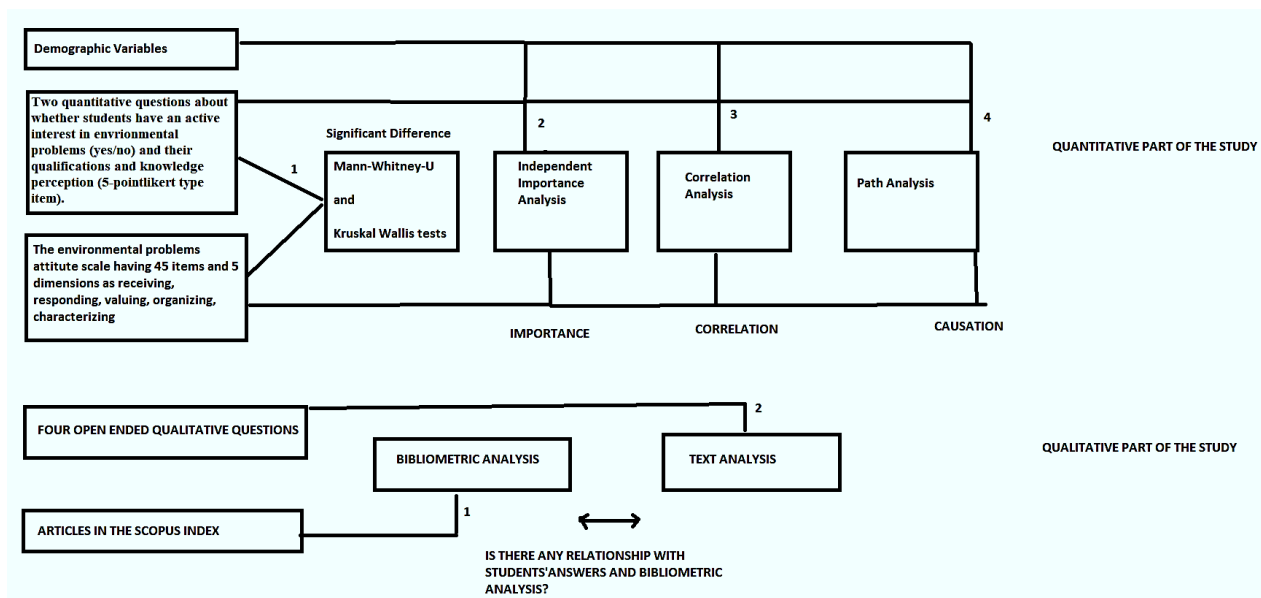 Demographic Variables
Two quantitative questions about
whether students have an active
interest in envrionmental
problems (yes/no) and their
qualifications and knowledge
perception (5-pointlikert type
item).
The environmental problems
attitute scale having 45 items and 5
dimensions as receiving,
responding, valuing, organizing,
characterizing
1
Significant Difference
Mann-Whitney-U
and
Kruskal Wallis tests
2
Independent
Importance
Analysis
3
Correlation
Analysis
4
Path Analysis
QUANTITATIVE PART OF THE STUDY
IMPORTANCE
CORRELATION
CAUSATION
FOUR OPEN ENDED QUALITATIVE QUESTIONS
2
BIBLIOMETRIC ANALYSIS
TEXT ANALYSIS
QUALITATIVE PART OF THE STUDY
ARTICLES IN THE SCOPUS INDEX
1
IS THERE ANY RELATIONSHIP WITH
STUDENTS'ANSWERS AND BIBLIOMETRIC
ANALYSIS?